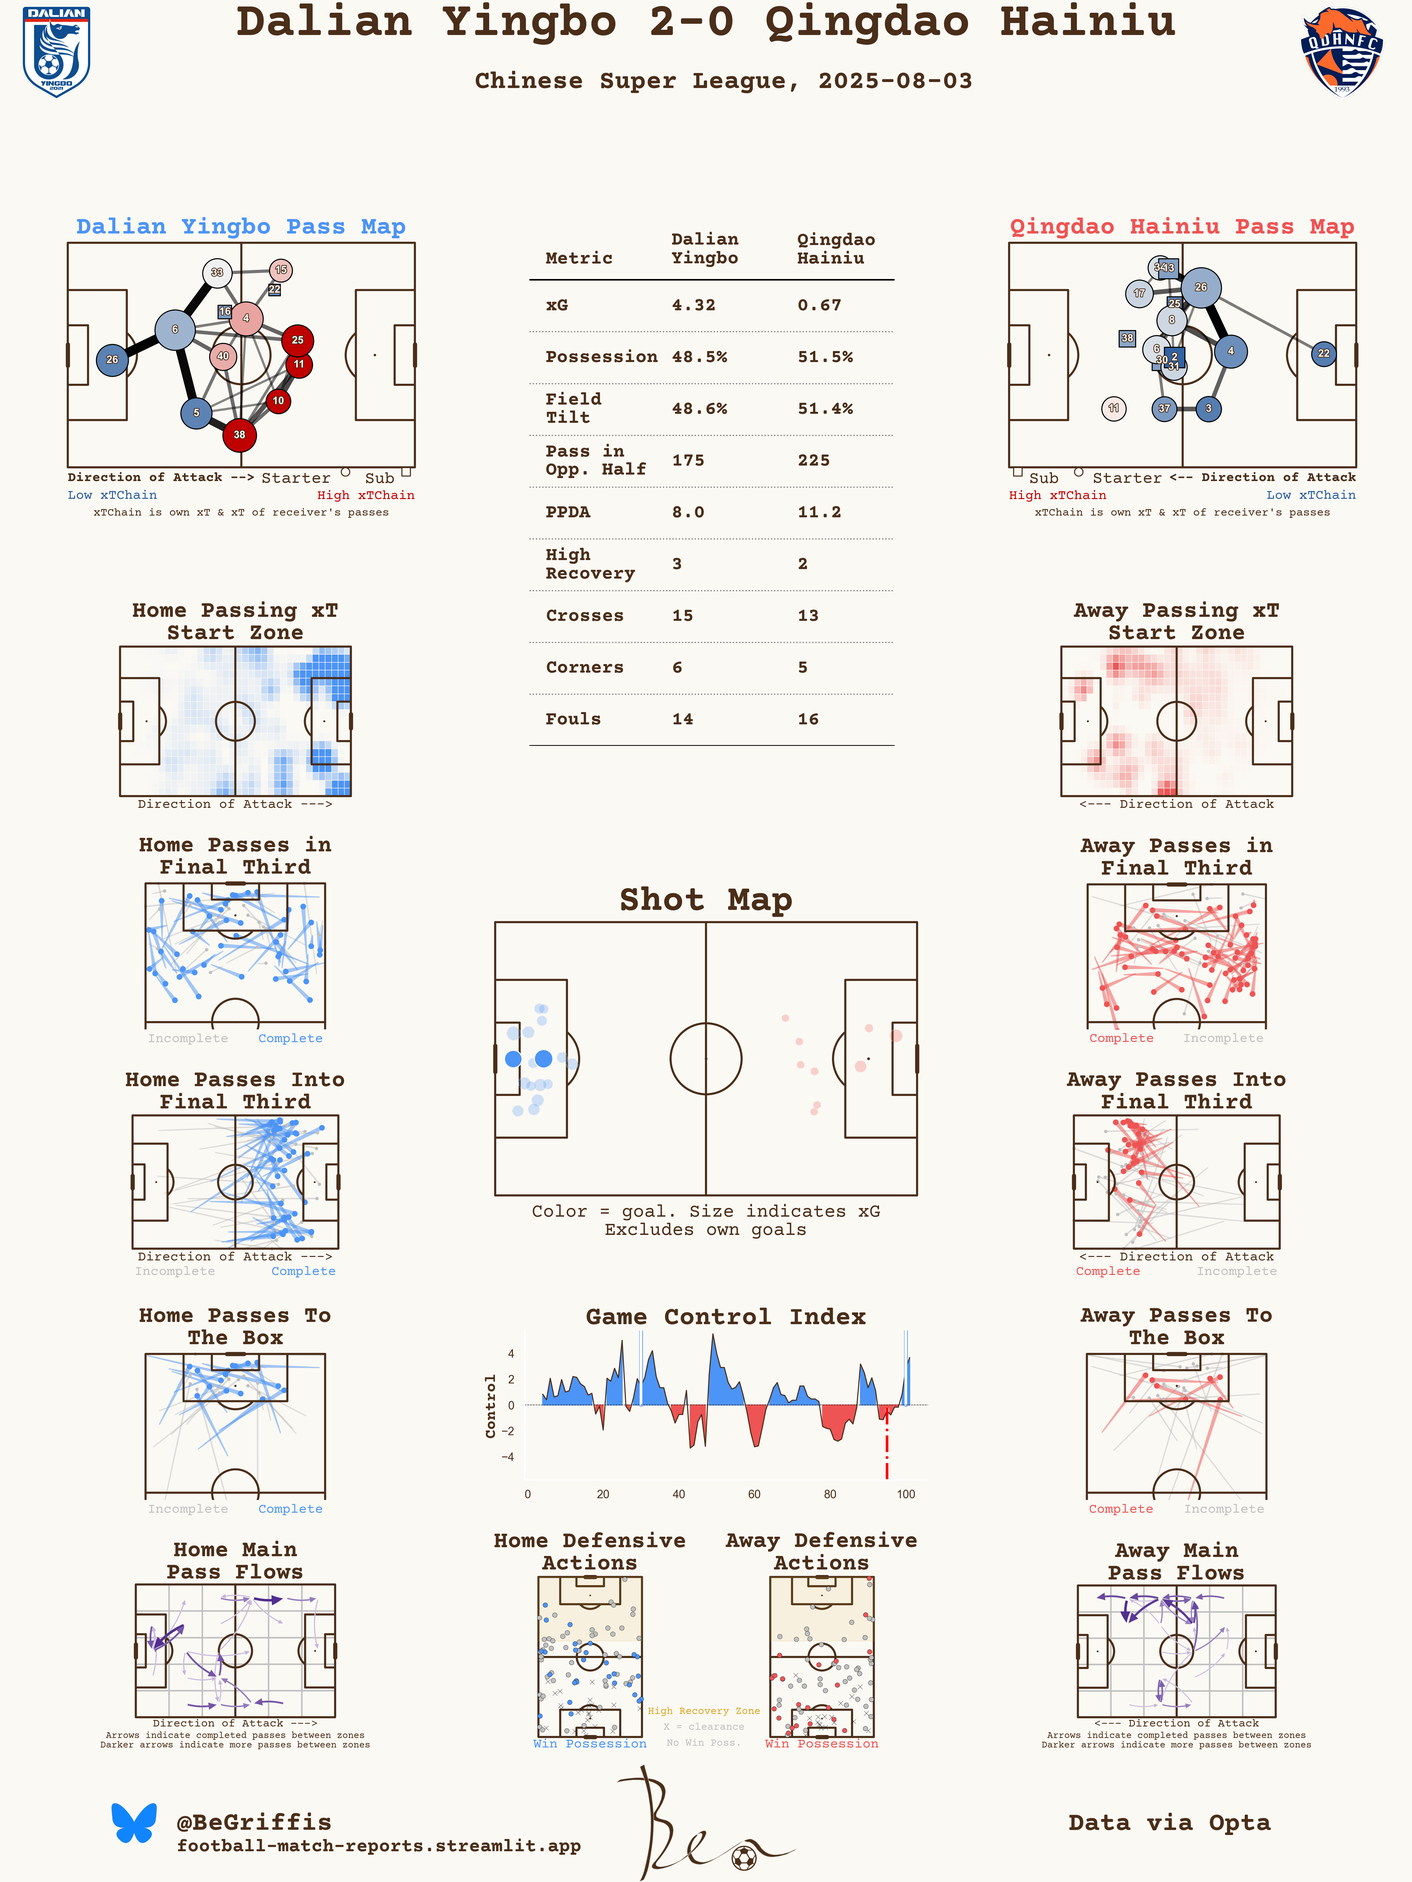 Dalian Yingbo 2-0 Qingdao Hainiu
Chinese Super League, 2025-08-03
DALIAN
YINGBO
2021
QDHNFC
1993
Dalian Yingbo Pass Map
33
15
22
16
4
6
25
40
11
26
10
5
38
Direction of Attack --> Starter Sub
Low xTChain High xTChain
xTChain is own xT & xT of receiver's passes
Metric Dalian Yingbo Qingdao Hainiu
xG 4.32 0.67
Possession 48.5% 51.5%
Field Tilt 48.6% 51.4%
Pass in Opp. Half 175 225
PPDA 8.0 11.2
High Recovery 3 2
Crosses 15 13
Corners 6 5
Fouls 14 16
Qingdao Hainiu Pass Map
34
13
17
26
25
8
38
6
30
2
31
4
22
11
37
3
Sub Starter <-- Direction of Attack
High xTChain Low xTChain
xTChain is own xT & xT of receiver's passes
Home Passing xT
Start Zone
Direction of Attack --->
Away Passing xT
Start Zone
<--- Direction of Attack
Home Passes in
Final Third
Incomplete Complete
Away Passes in
Final Third
Complete Incomplete
Shot Map
Color = goal. Size indicates xG
Excludes own goals
Home Passes Into
Final Third
Direction of Attack --->
Incomplete Complete
Away Passes Into
Final Third
<--- Direction of Attack
Complete Incomplete
Home Passes To
The Box
Incomplete Complete
Game Control Index
Control
4
2
0
−2
−4
0 20 40 60 80 100
Away Passes To
The Box
Complete Incomplete
Home Main
Pass Flows
Direction of Attack --->
Arrows indicate completed passes between zones
Darker arrows indicate more passes between zones
Home Defensive
Actions
Win Possession
Away Defensive
Actions
Win Possession
High Recovery Zone
X = clearance
No Win Poss.
Away Main
Pass Flows
<--- Direction of Attack
Arrows indicate completed passes between zones
Darker arrows indicate more passes between zones
@BeGriffis
football-match-reports.streamlit.app
Ben
Data via Opta